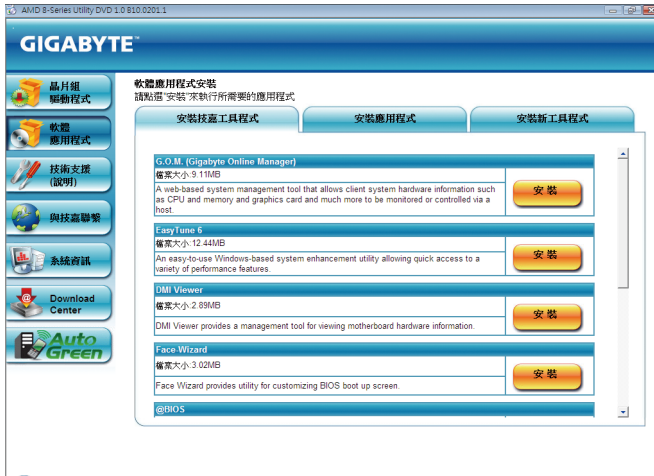 AMD 8-Series Utility DVD 1.0 B10.0201.1
GIGABYTE™
晶片組
驅動程式
軟體
應用程式
技術支援
(說明)
與技嘉聯繫
系統資訊
Download
Center
Auto
Green
軟體應用程式安裝
請點選"安裝"來執行所需要的應用程式
安裝技嘉工具程式
安裝應用程式
安裝新工具程式
G.O.M. (Gigabyte Online Manager)
檔案大小:9.11MB
A web-based system management tool that allows client system hardware information such
as CPU and memory and graphics card and much more to be monitored or controlled via a
host.
安裝
EasyTune 6
檔案大小:12.44MB
An easy-to-use Windows-based system enhancement utility allowing quick access to a
variety of performance features.
安裝
DMI Viewer
檔案大小:2.89MB
DMI Viewer provides a management tool for viewing motherboard hardware information.
安裝
Face-Wizard
檔案大小:3.02MB
Face Wizard provides utility for customizing BIOS boot up screen.
安裝
@BIOS